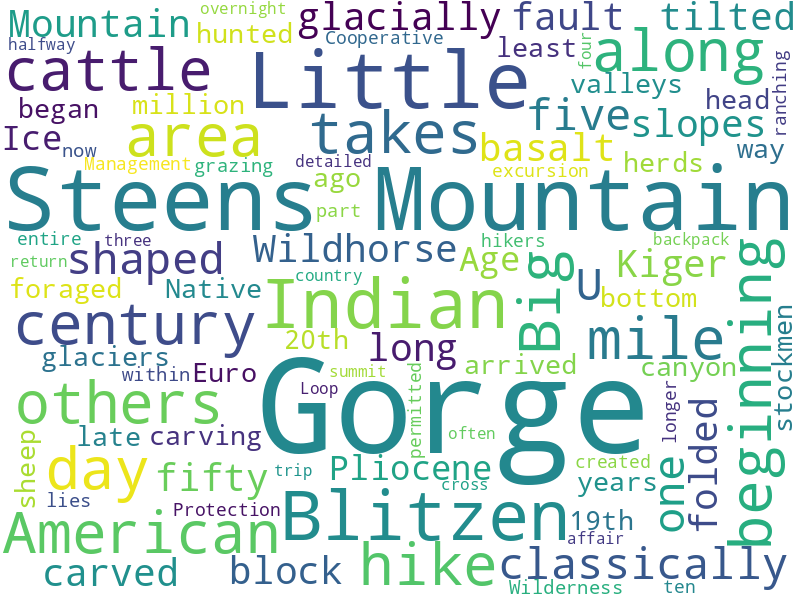 overnight
Mountain
hunted
glacially
fault
tilted
halfway
Cooperative
least
four
along
cattle
Little
valleys
ranching
began
million
five
head
slopes
Ice
now
area
takes
basalt
way
Management
grazing
detailed
excursion
herds
ago
Steens
Mountain
part
entire
three
hikers
backpack
return
shaped
Wildhorse
Age
Kiger
foraged
Native
country
Indian
Big
U
bottom
beginning
century
20th
long
mile
stockmen
glaciers
within
Euro
arrived
canyon
others
Loop
summit
Gorge
permitted
longer
late
carving
often
sheep
day
fifty
trip
Pliocene
cross
created
years
one
folded
lies
Protection
Blitzen
19th
affair
American
hike
classically
carved
block
Wilderness
ten